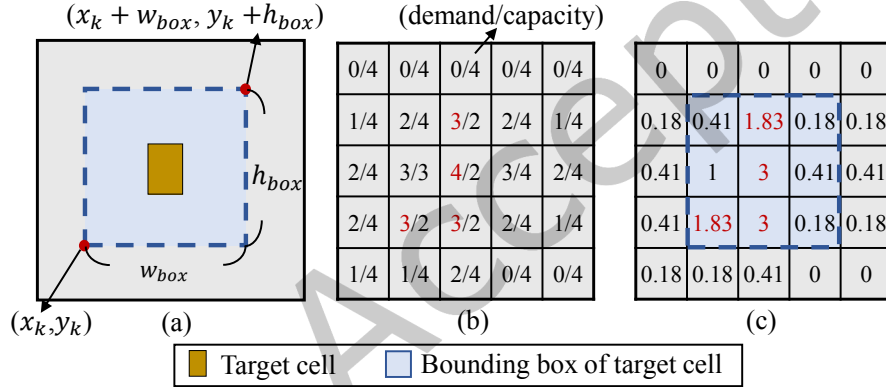 (x_k + w_box, y_k + h_box)
(demand/capacity)
h_box
w_box
(x_k,y_k)
0/4 0/4 0/4 0/4 0/4
1/4 2/4 3/2 2/4 1/4
2/4 3/3 4/2 3/4 2/4
2/4 3/2 3/2 2/4 1/4
1/4 1/4 2/4 0/4 0/4
0 0 0 0 0
0.18 0.41 1.83 0.18 0.18
0.41 1 3 0.41 0.41
0.41 1.83 3 0.18 0.18
0.18 0.18 0.41 0 0
(a)
(b)
(c)
Target cell
Bounding box of target cell
Accept